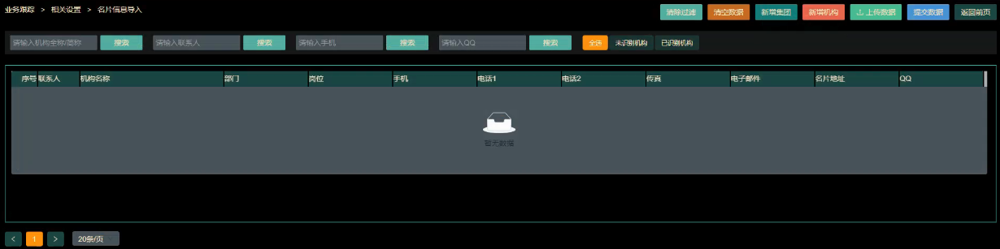 业务跟踪 > 相关设置 > 名片信息导入
清除过滤 清空数据 新增集团 新增机构 上传数据 提交数据 返回前页
请输入机构全称/简称 搜索 请输入联系人 搜索 请输入手机 搜索 请输入QQ 搜索 全选 未识别机构 已识别机构
序号 联系人 机构名称 部门 岗位 手机 电话1 电话2 传真 电子邮件 名片地址 QQ
暂无数据
< 1 > 20条/页